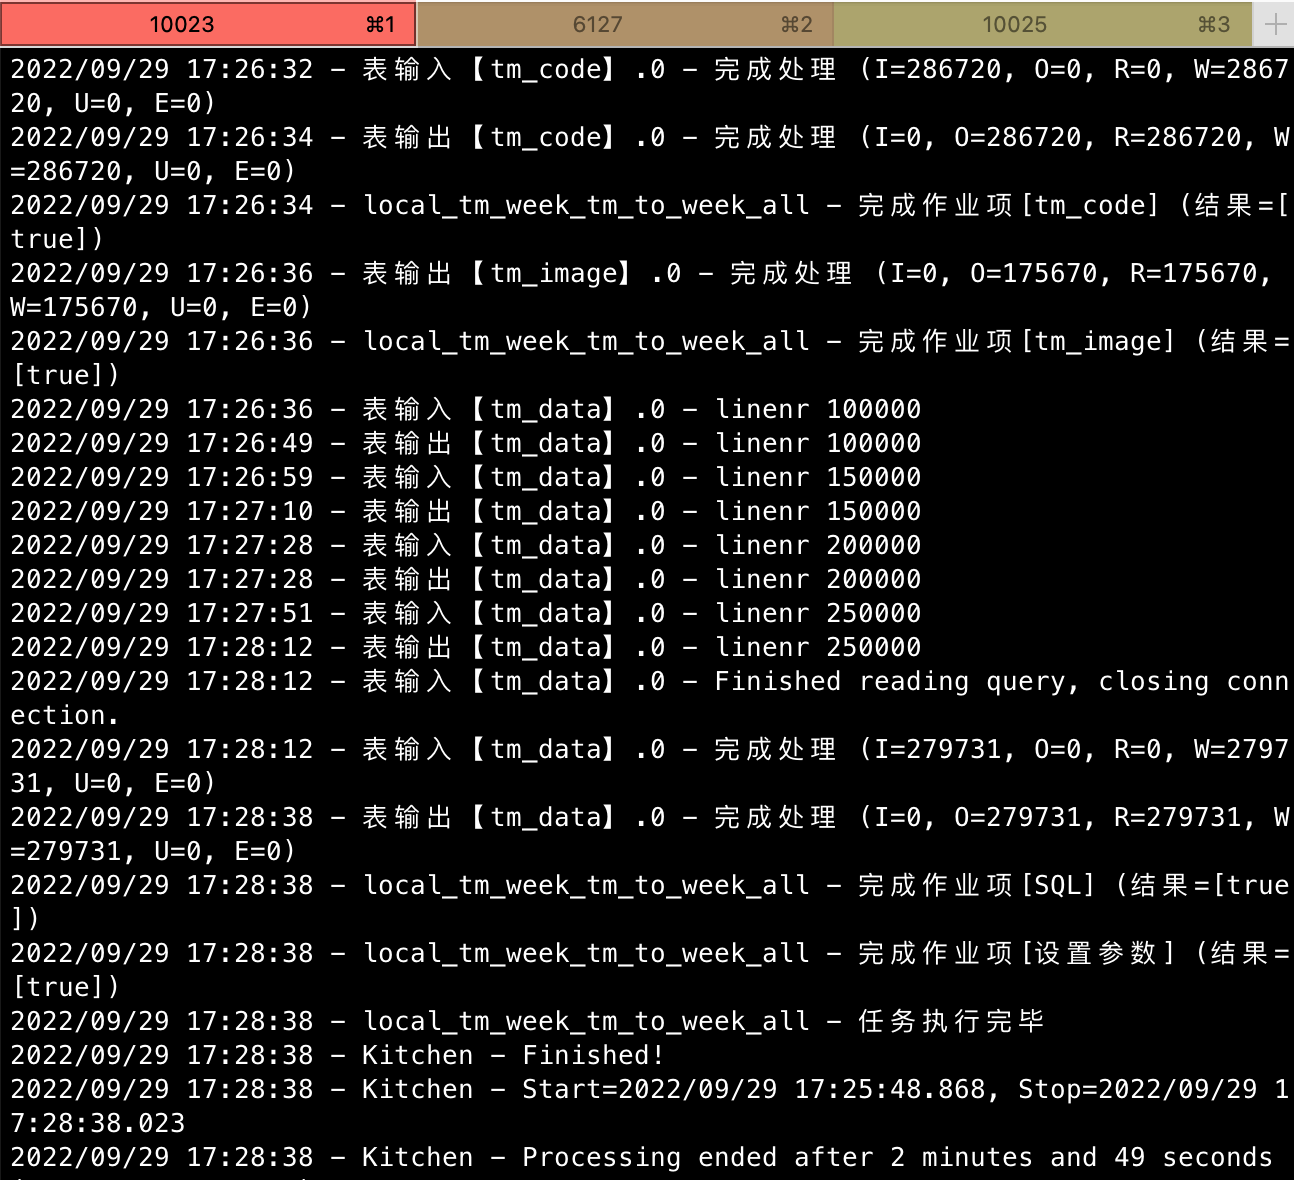 10023 ⌘1 6127 ⌘2 10025 ⌘3
2022/09/29 17:26:32 – 表输入【tm_code】.0 – 完成处理 (I=286720, O=0, R=0, W=2867
20, U=0, E=0)
2022/09/29 17:26:34 – 表输出【tm_code】.0 – 完成处理 (I=0, O=286720, R=286720, W
=286720, U=0, E=0)
2022/09/29 17:26:34 – local_tm_week_tm_to_week_all – 完成作业项[tm_code] (结果=[
true])
2022/09/29 17:26:36 – 表输出【tm_image】.0 – 完成处理 (I=0, O=175670, R=175670,
W=175670, U=0, E=0)
2022/09/29 17:26:36 – local_tm_week_tm_to_week_all – 完成作业项[tm_image] (结果=
[true])
2022/09/29 17:26:36 – 表输入【tm_data】.0 – linenr 100000
2022/09/29 17:26:49 – 表输出【tm_data】.0 – linenr 100000
2022/09/29 17:26:59 – 表输入【tm_data】.0 – linenr 150000
2022/09/29 17:27:10 – 表输出【tm_data】.0 – linenr 150000
2022/09/29 17:27:28 – 表输入【tm_data】.0 – linenr 200000
2022/09/29 17:27:28 – 表输出【tm_data】.0 – linenr 200000
2022/09/29 17:27:51 – 表输入【tm_data】.0 – linenr 250000
2022/09/29 17:28:12 – 表输出【tm_data】.0 – linenr 250000
2022/09/29 17:28:12 – 表输入【tm_data】.0 – Finished reading query, closing conn
ection.
2022/09/29 17:28:12 – 表输入【tm_data】.0 – 完成处理 (I=279731, O=0, R=0, W=2797
31, U=0, E=0)
2022/09/29 17:28:38 – 表输出【tm_data】.0 – 完成处理 (I=0, O=279731, R=279731, W
=279731, U=0, E=0)
2022/09/29 17:28:38 – local_tm_week_tm_to_week_all – 完成作业项[SQL] (结果=[true
])
2022/09/29 17:28:38 – local_tm_week_tm_to_week_all – 完成作业项[设置参数] (结果=
[true])
2022/09/29 17:28:38 – local_tm_week_tm_to_week_all – 任务执行完毕
2022/09/29 17:28:38 – Kitchen – Finished!
2022/09/29 17:28:38 – Kitchen – Start=2022/09/29 17:25:48.868, Stop=2022/09/29 1
7:28:38.023
2022/09/29 17:28:38 – Kitchen – Processing ended after 2 minutes and 49 seconds